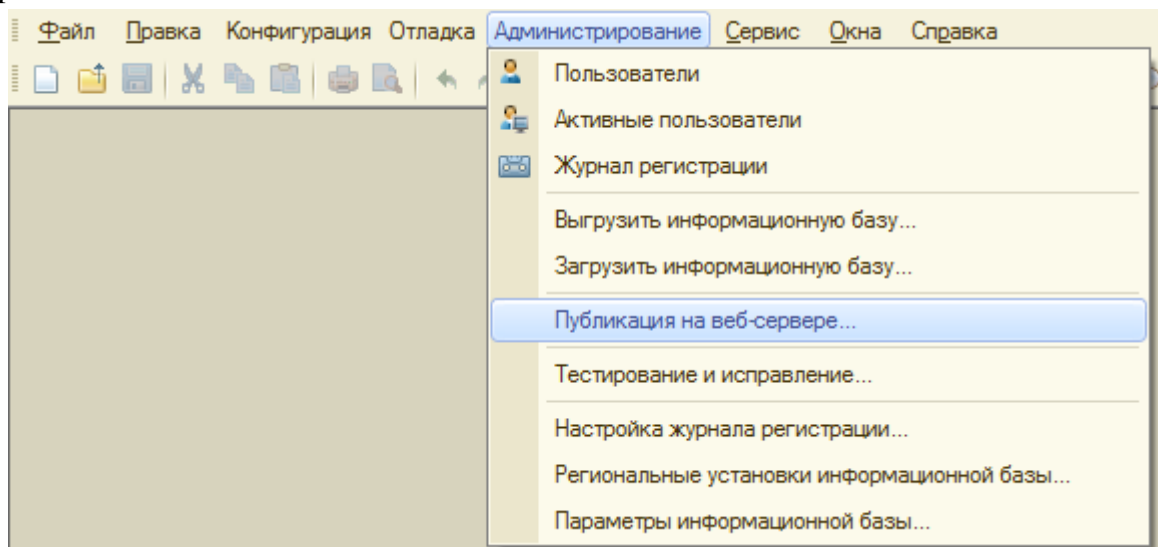 Файл Правка Конфигурация Отладка Администрирование Сервис Окна Справка
Пользователи
Активные пользователи
Журнал регистрации
Выгрузить информационную базу...
Загрузить информационную базу...
Публикация на веб-сервере...
Тестирование и исправление...
Настройка журнала регистрации...
Региональные установки информационной базы...
Параметры информационной базы...